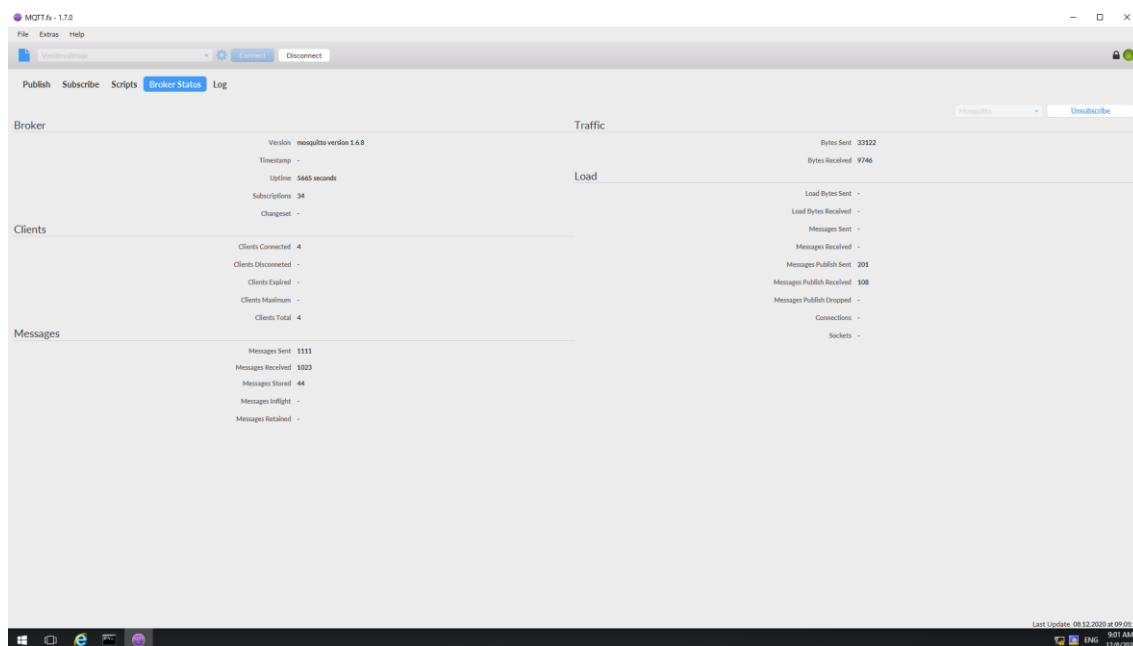 MQTT.fx - 1.7.0
File Extras Help
Connect Disconnect
Publish Subscribe Scripts Broker Status Log
Mosquitto Unsubscribe
Broker
Version mosquitto version 1.6.8
Timestamp -
Uptime 5665 seconds
Subscriptions 34
Changeset -
Clients
Clients Connected 4
Clients Disconneted -
Clients Expired -
Clients Maximum -
Clients Total 4
Messages
Messages Sent 1111
Messages Received 1023
Messages Stored 44
Messages Inflight -
Messages Retained -
Traffic
Bytes Sent 33122
Bytes Received 9746
Load
Load Bytes Sent -
Load Bytes Received -
Messages Sent -
Messages Received -
Messages Publish Sent 201
Messages Publish Received 108
Messages Publish Dropped -
Connections -
Sockets -
Last Update 08.12.2020 at 09:01:
ENG 9:01 AM